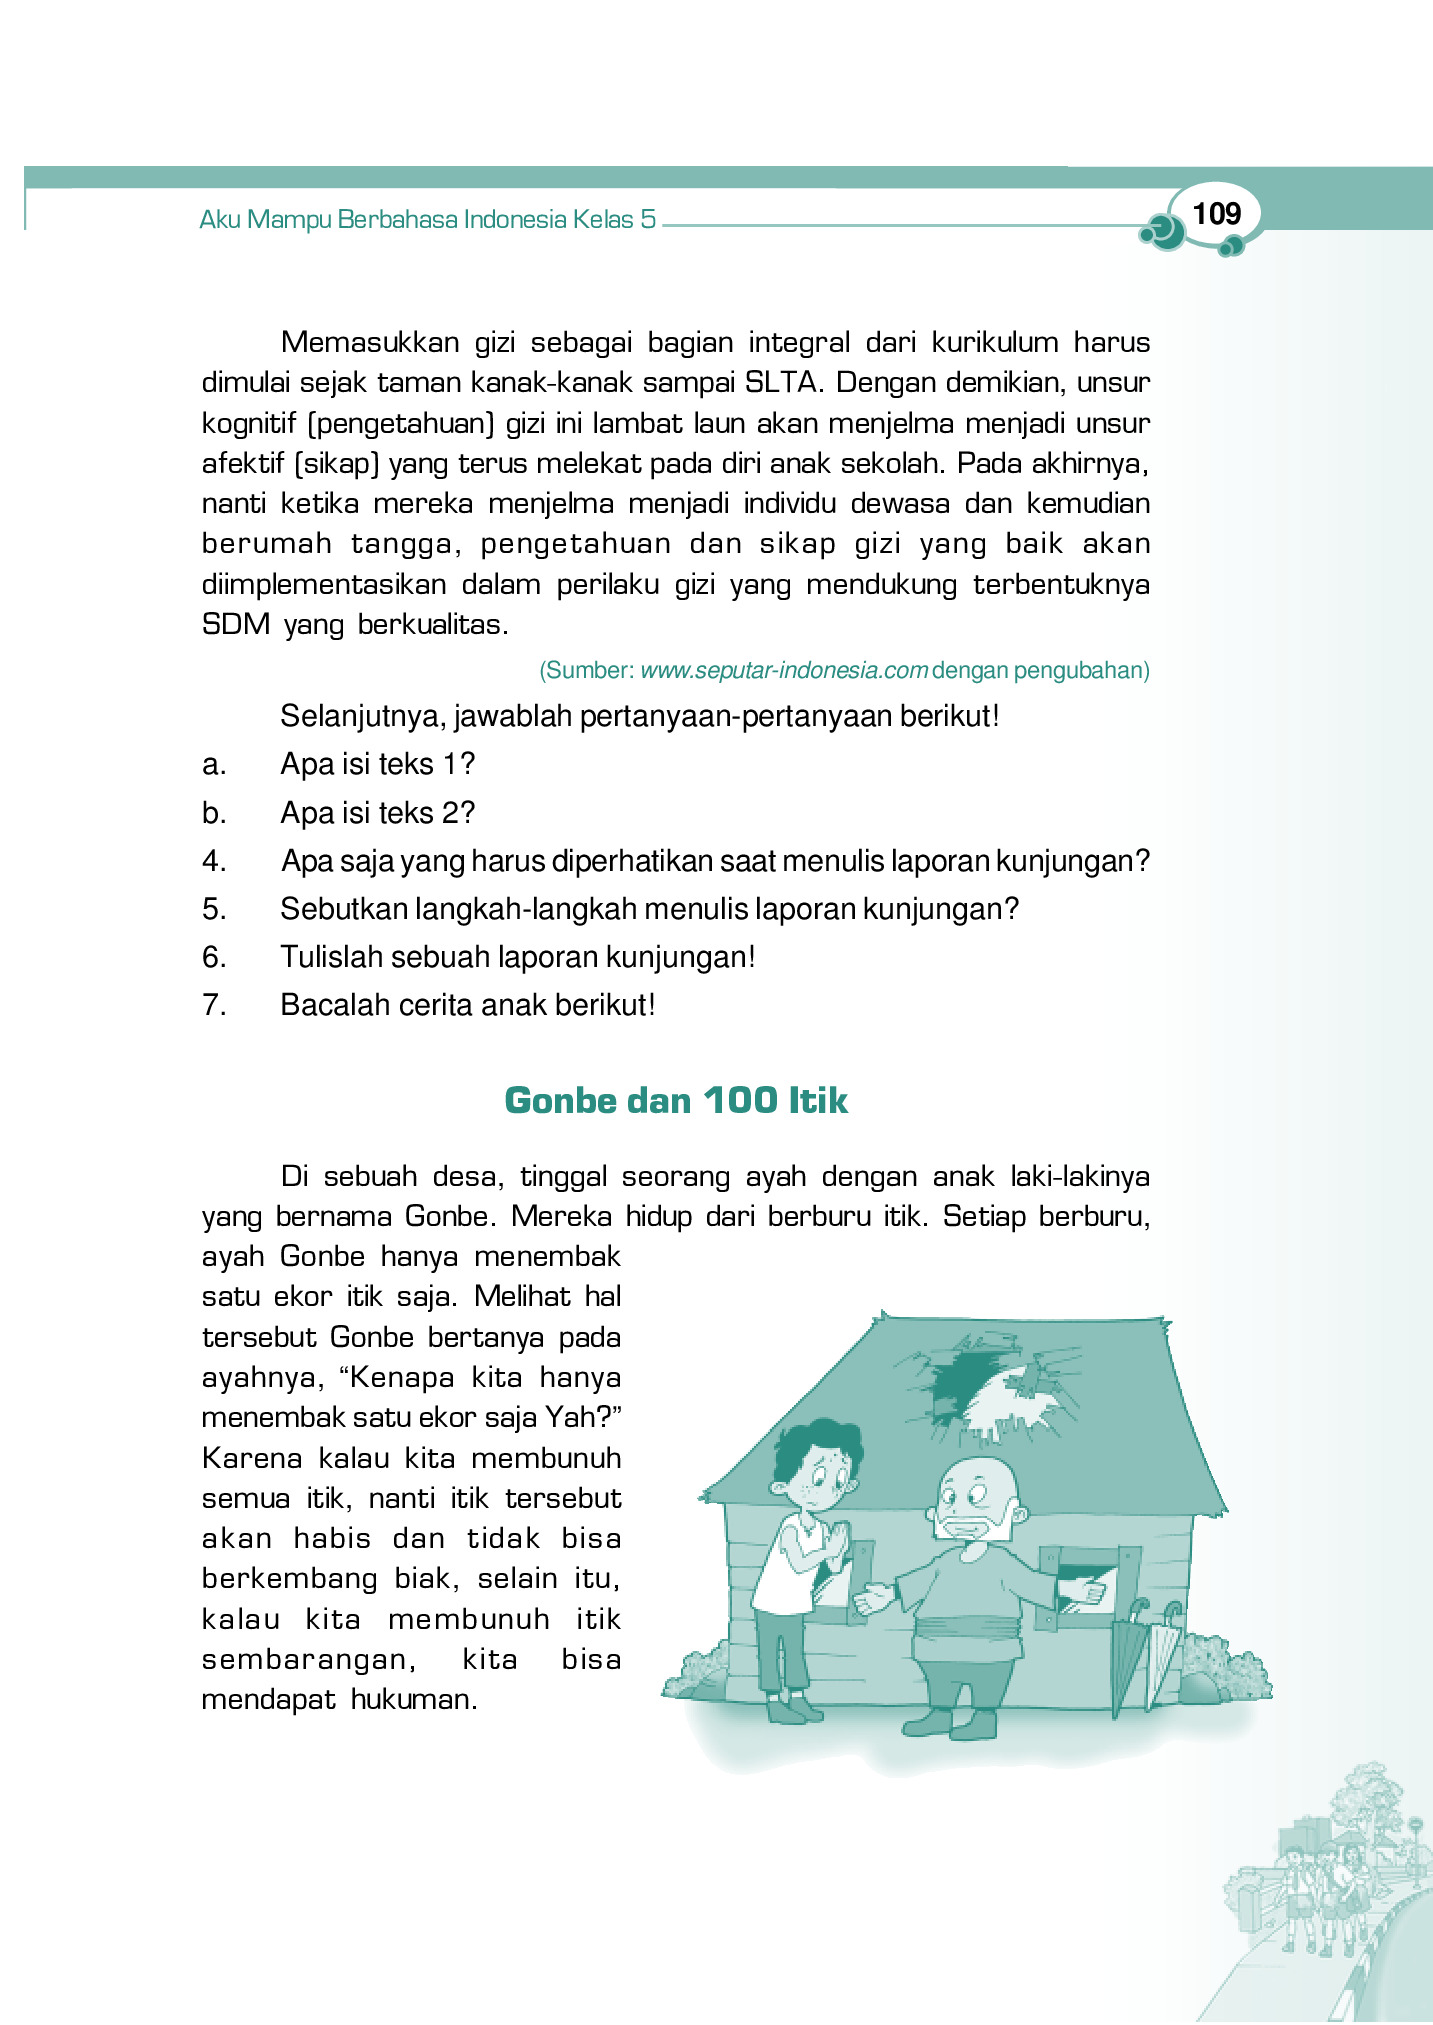 Aku Mampu Berbahasa Indonesia Kelas 5
109
Memasukkan gizi sebagai bagian integral dari kurikulum harus
dimulai sejak taman kanak-kanak sampai SLTA. Dengan demikian, unsur
kognitif (pengetahuan) gizi ini lambat laun akan menjelma menjadi unsur
afektif (sikap) yang terus melekat pada diri anak sekolah. Pada akhirnya,
nanti ketika mereka menjelma menjadi individu dewasa dan kemudian
berumah tangga, pengetahuan dan sikap gizi yang baik akan
diimplementasikan dalam perilaku gizi yang mendukung terbentuknya
SDM yang berkualitas.
(Sumber: www.seputar-indonesia.com dengan pengubahan)
Selanjutnya, jawablah pertanyaan-pertanyaan berikut!
a. Apa isi teks 1?
b. Apa isi teks 2?
4. Apa saja yang harus diperhatikan saat menulis laporan kunjungan?
5. Sebutkan langkah-langkah menulis laporan kunjungan?
6. Tulislah sebuah laporan kunjungan!
7. Bacalah cerita anak berikut!
Gonbe dan 100 Itik
Di sebuah desa, tinggal seorang ayah dengan anak laki-lakinya
yang bernama Gonbe. Mereka hidup dari berburu itik. Setiap berburu,
ayah Gonbe hanya menembak
satu ekor itik saja. Melihat hal
tersebut Gonbe bertanya pada
ayahnya, “Kenapa kita hanya
menembak satu ekor saja Yah?”
Karena kalau kita membunuh
semua itik, nanti itik tersebut
akan habis dan tidak bisa
berkembang biak, selain itu,
kalau kita membunuh itik
sembarangan, kita bisa
mendapat hukuman.